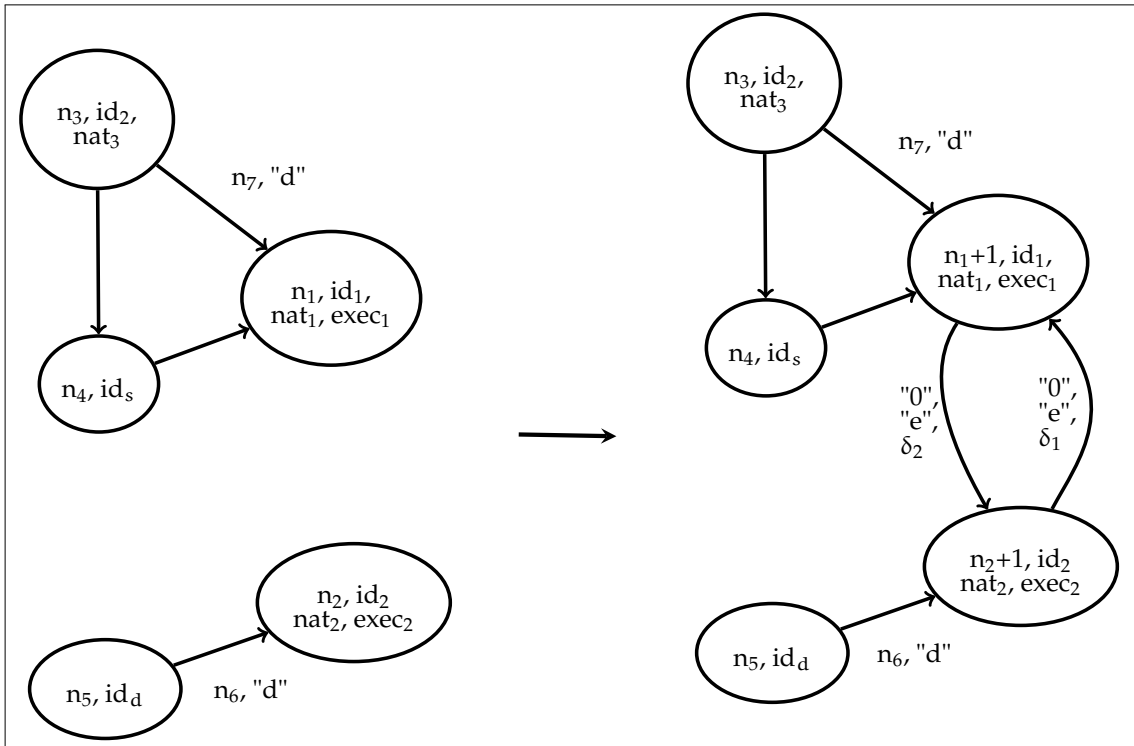 n₃, id₂,
nat₃
n₇, "d"
n₁, id₁,
nat₁, exec₁
n₄, idₛ
n₂, id₂
nat₂, exec₂
n₅, id_d
n₆, "d"
n₃, id₂,
nat₃
n₇, "d"
n₁+1, id₁,
nat₁, exec₁
n₄, idₛ
"0",
"e",
δ₂
"0",
"e",
δ₁
n₂+1, id₂
nat₂, exec₂
n₅, id_d
n₆, "d"